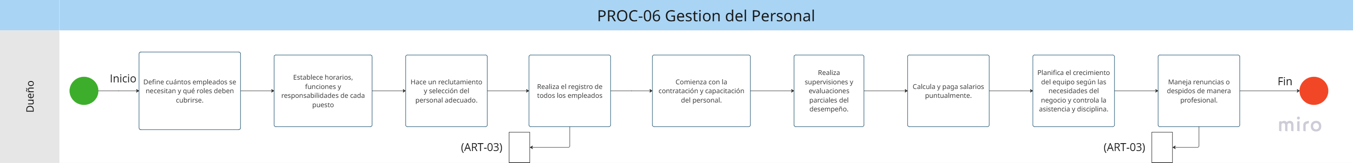 PROC-06 Gestion del Personal
Dueño
Inicio
Define cuántos empleados se
necesitan y qué roles deben
cubrirse.
Establece horarios,
funciones y
responsabilidades de cada
puesto
Hace un reclutamiento
y selección del
personal adecuado.
Realiza el registro de
todos los empleados
Comienza con la
contratación y capacitación
del personal.
Realiza
supervisiones y
evaluaciones
parciales del
desempeño.
Calcula y paga salarios
puntualmente.
Planifica el crecimiento
del equipo según las
necesidades del
negocio y controla la
asistencia y disciplina.
Maneja renuncias o
despidos de manera
profesional.
Fin
(ART-03)
(ART-03)
miro